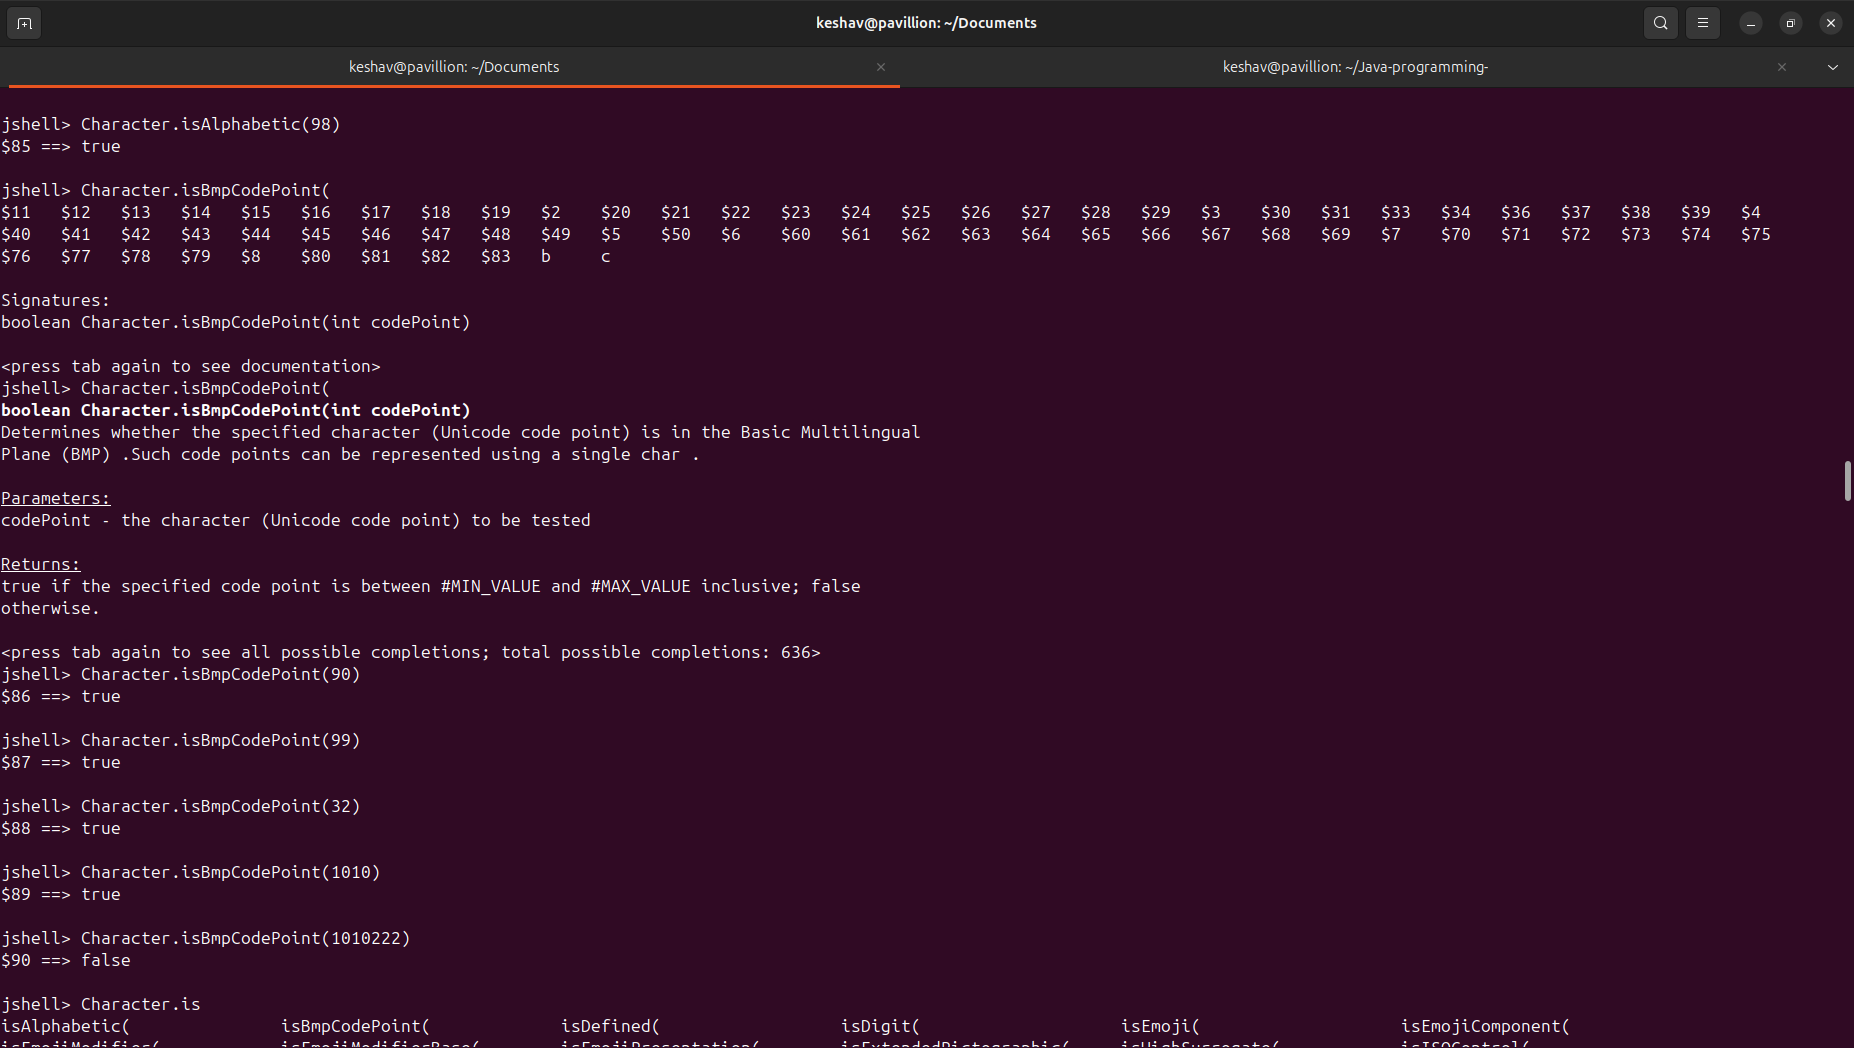 keshav@pavillion: ~/Documents
keshav@pavillion: ~/Documents
keshav@pavillion: ~/Java-programming-
jshell> Character.isAlphabetic(98)
$85 ==> true
jshell> Character.isBmpCodePoint(
$11 $12 $13 $14 $15 $16 $17 $18 $19 $2 $20 $21 $22 $23 $24 $25 $26 $27 $28 $29 $3 $30 $31 $33 $34 $36 $37 $38 $39 $4
$40 $41 $42 $43 $44 $45 $46 $47 $48 $49 $5 $50 $6 $60 $61 $62 $63 $64 $65 $66 $67 $68 $69 $7 $70 $71 $72 $73 $74 $75
$76 $77 $78 $79 $8 $80 $81 $82 $83 b c
Signatures:
boolean Character.isBmpCodePoint(int codePoint)
<press tab again to see documentation>
jshell> Character.isBmpCodePoint(
boolean Character.isBmpCodePoint(int codePoint)
Determines whether the specified character (Unicode code point) is in the Basic Multilingual
Plane (BMP) .Such code points can be represented using a single char .
Parameters:
codePoint - the character (Unicode code point) to be tested
Returns:
true if the specified code point is between #MIN_VALUE and #MAX_VALUE inclusive; false
otherwise.
<press tab again to see all possible completions; total possible completions: 636>
jshell> Character.isBmpCodePoint(90)
$86 ==> true
jshell> Character.isBmpCodePoint(99)
$87 ==> true
jshell> Character.isBmpCodePoint(32)
$88 ==> true
jshell> Character.isBmpCodePoint(1010)
$89 ==> true
jshell> Character.isBmpCodePoint(1010222)
$90 ==> false
jshell> Character.is
isAlphabetic( isBmpCodePoint( isDefined( isDigit( isEmoji( isEmojiComponent(
isEmojiModifier( isEmojiModifierBase( isEmojiPresentation( isExtendedPictographic( isHighSurrogate( isISOControl(